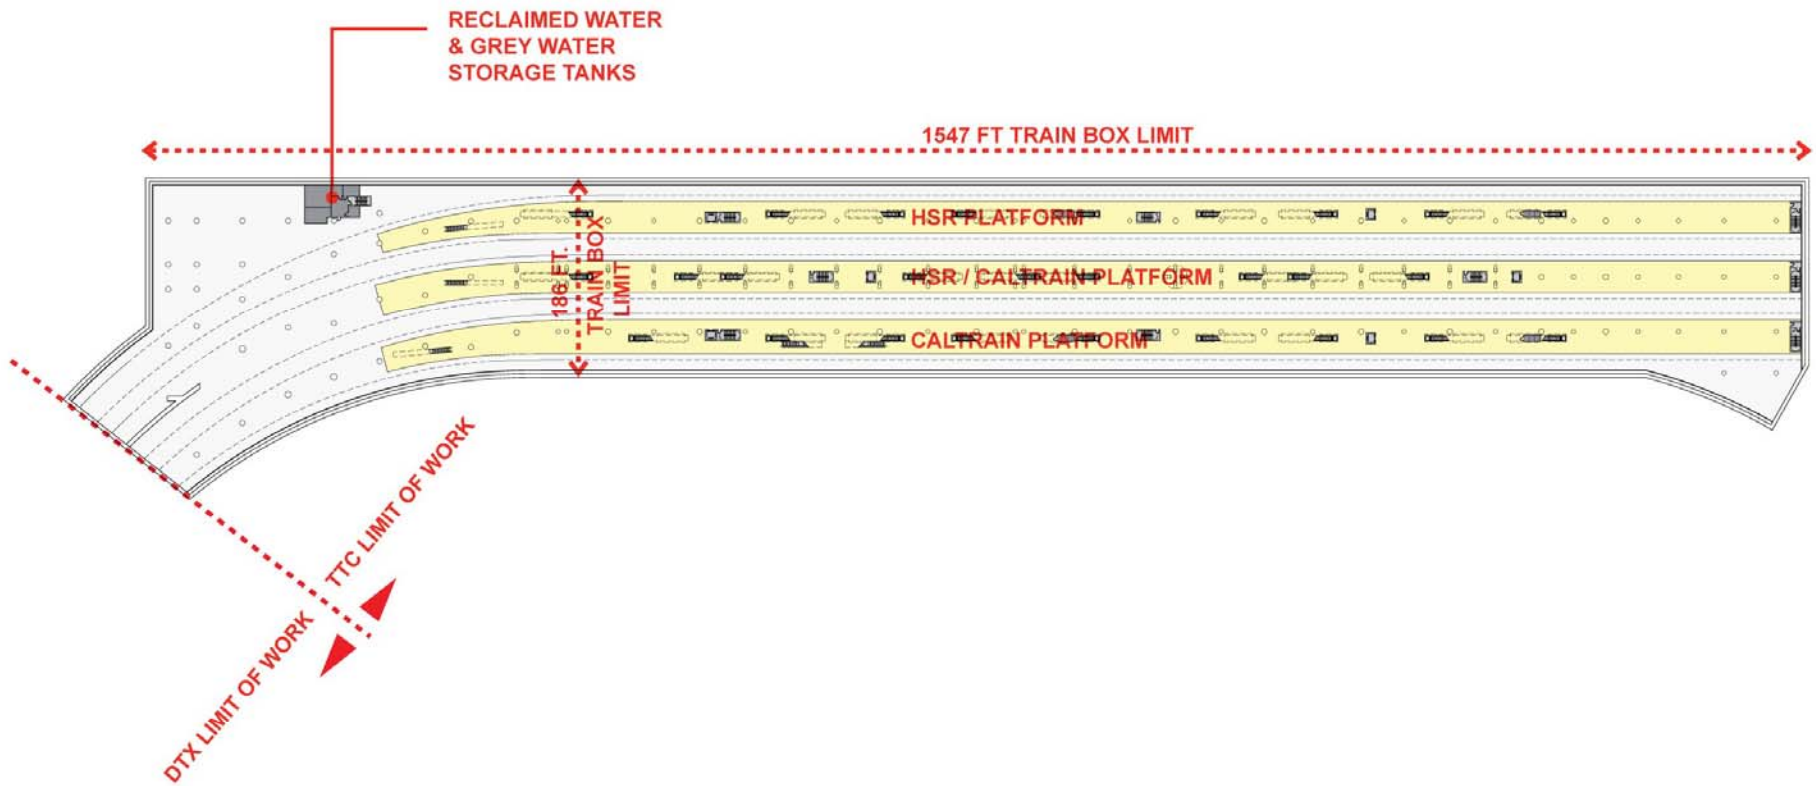 RECLAIMED WATER
& GREY WATER
STORAGE TANKS
1547 FT TRAIN BOX LIMIT
HSR PLATFORM
HSR / CALTRAIN PLATFORM
CALTRAIN PLATFORM
186 FT.
TRAIN BOX
LIMIT
TTC LIMIT OF WORK
DTX LIMIT OF WORK